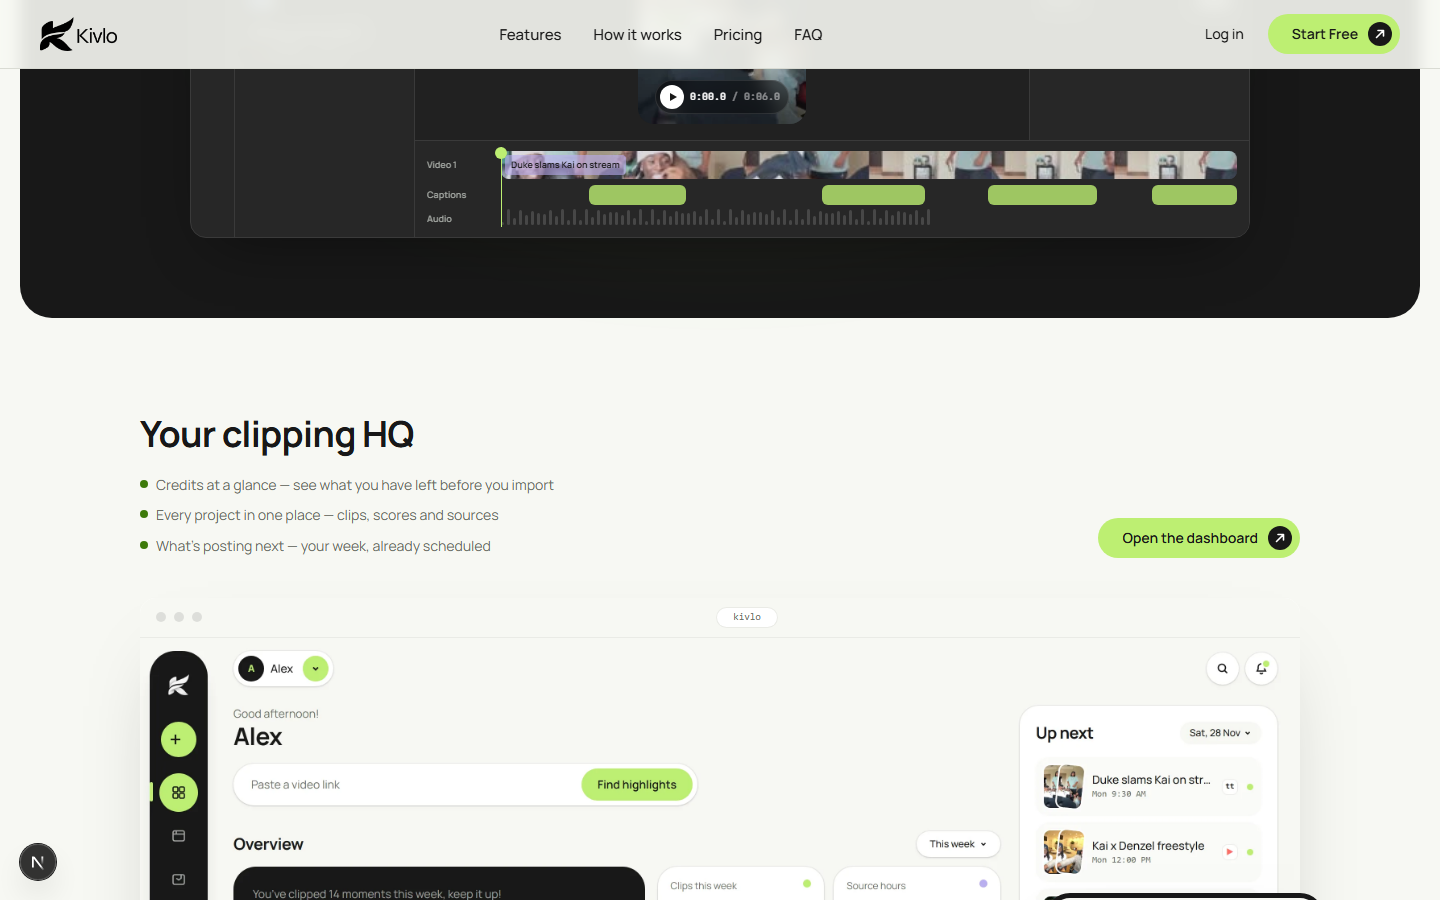 Kivlo
Features
How it works
Pricing
FAQ
Log in
Start Free
0:00.0 / 0:06.0
Video 1
Duke slams Kai on stream
Captions
Audio
Your clipping HQ
Credits at a glance — see what you have left before you import
Every project in one place — clips, scores and sources
What's posting next — your week, already scheduled
Open the dashboard
kivlo
A
Alex
Good afternoon!
Alex
Paste a video link
Find highlights
Up next
Sat, 28 Nov
Duke slams Kai on str...
Mon 9:30 AM
tt
Kai x Denzel freestyle
Mon 12:00 PM
Overview
This week
You've clipped 14 moments this week, keep it up!
Clips this week
Source hours
N